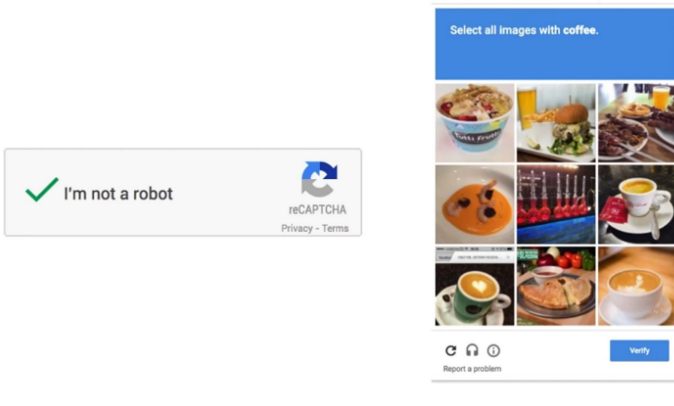 I'm not a robot
reCAPTCHA
Privacy - Terms
Select all images with coffee.
Tutti Frutti
Verify
Report a problem